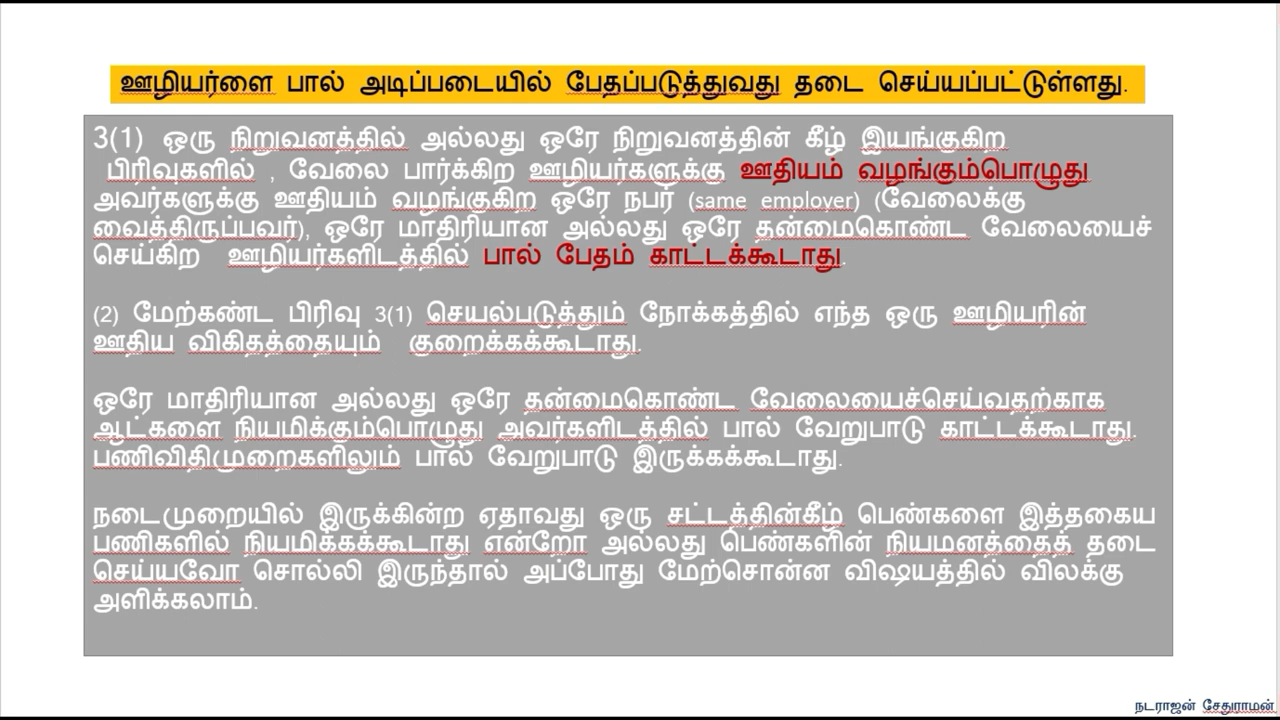 ஊழியர்ளை பால் அடிப்படையில் பேதப்படுத்துவது தடை செய்யப்பட்டுள்ளது.
3(1) ஒரு நிறுவனத்தில் அல்லது ஒரே நிறுவனத்தின் கீழ் இயங்குகிற
பிரிவுகளில் , வேலை பார்க்கிற ஊழியர்களுக்கு ஊதியம் வழங்கும்பொழுது
அவர்களுக்கு ஊதியம் வழங்குகிற ஒரே நபர் (same emplover) (வேலைக்கு
வைத்திருப்பவர்), ஒரே மாதிரியான அல்லது ஒரே தன்மைகொண்ட வேலையைச்
செய்கிற ஊழியர்களிடத்தில் பால் பேதம் காட்டக்கூடாது.
(2) மேற்கண்ட பிரிவு 3(1) செயல்படுத்தும் நோக்கத்தில் எந்த ஒரு ஊழியரின்
ஊதிய விகிதத்தையும் குறைக்கக்கூடாது.
ஒரே மாதிரியான அல்லது ஒரே தன்மைகொண்ட வேலையைச்செய்வதற்காக
ஆட்களை நியமிக்கும்பொழுது அவர்களிடத்தில் பால் வேறுபாடு காட்டக்கூடாது.
பணிவிதிமுறைகளிலும் பால் வேறுபாடு இருக்கக்கூடாது.
நடைமுறையில் இருக்கின்ற ஏதாவது ஒரு சட்டத்தின்கீழ் பெண்களை இத்தகைய
பணிகளில் நியமிக்கக்கூடாது என்றோ அல்லது பெண்களின் நியமனத்தைத் தடை
செய்யவோ சொல்லி இருந்தால் அப்போது மேற்சொன்ன விஷயத்தில் விலக்கு
அளிக்கலாம்.
நடராஜன் சேதுராமன்